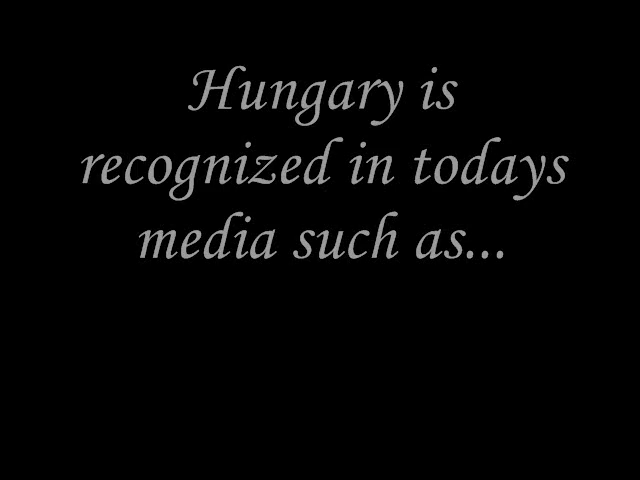 Hungary is
recognized in todays
media such as...